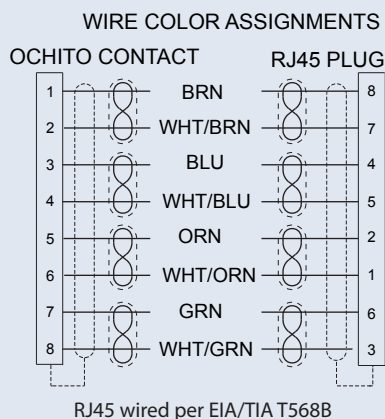 WIRE COLOR ASSIGNMENTS
OCHITO CONTACT RJ45 PLUG
1 BRN 8
2 WHT/BRN 7
3 BLU 4
4 WHT/BLU 5
5 ORN 2
6 WHT/ORN 1
7 GRN 6
8 WHT/GRN 3
RJ45 wired per EIA/TIA T568B